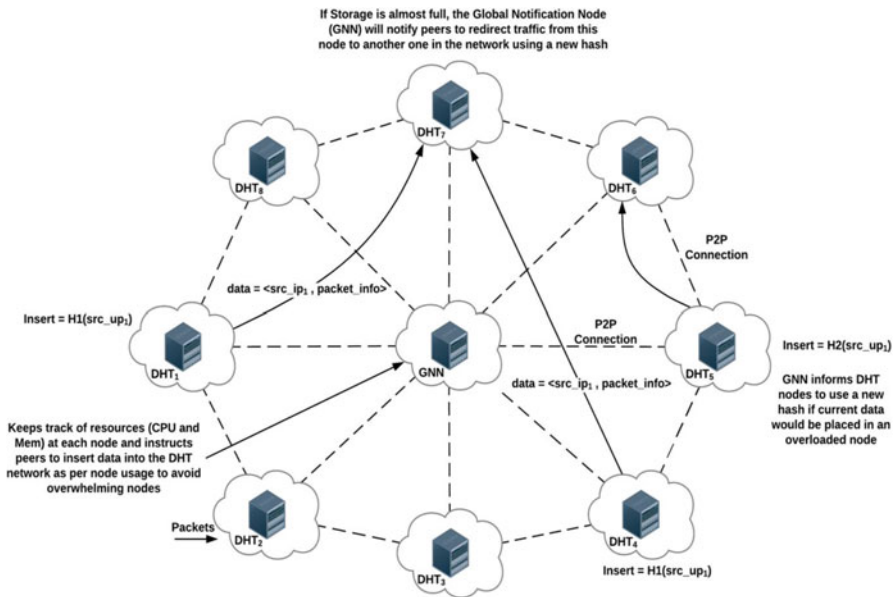 If Storage is almost full, the Global Notification Node
(GNN) will notify peers to redirect traffic from this
node to another one in the network using a new hash
DHT₇
DHT₈
DHT₆
P2P
Connection
data = <src_ip₁ , packet_info>
Insert = H1(src_up₁)
P2P
Connection
Insert = H2(src_up₁)
DHT₁
GNN
DHT₅
data = <src_ip₁ , packet_info>
GNN informs DHT
nodes to use a new
hash if current data
would be placed in an
overloaded node
Keeps track of resources (CPU and
Mem) at each node and instructs
peers to insert data into the DHT
network as per node usage to avoid
overwhelming nodes
Packets
DHT₂
DHT₃
DHT₄
Insert = H1(src_up₁)